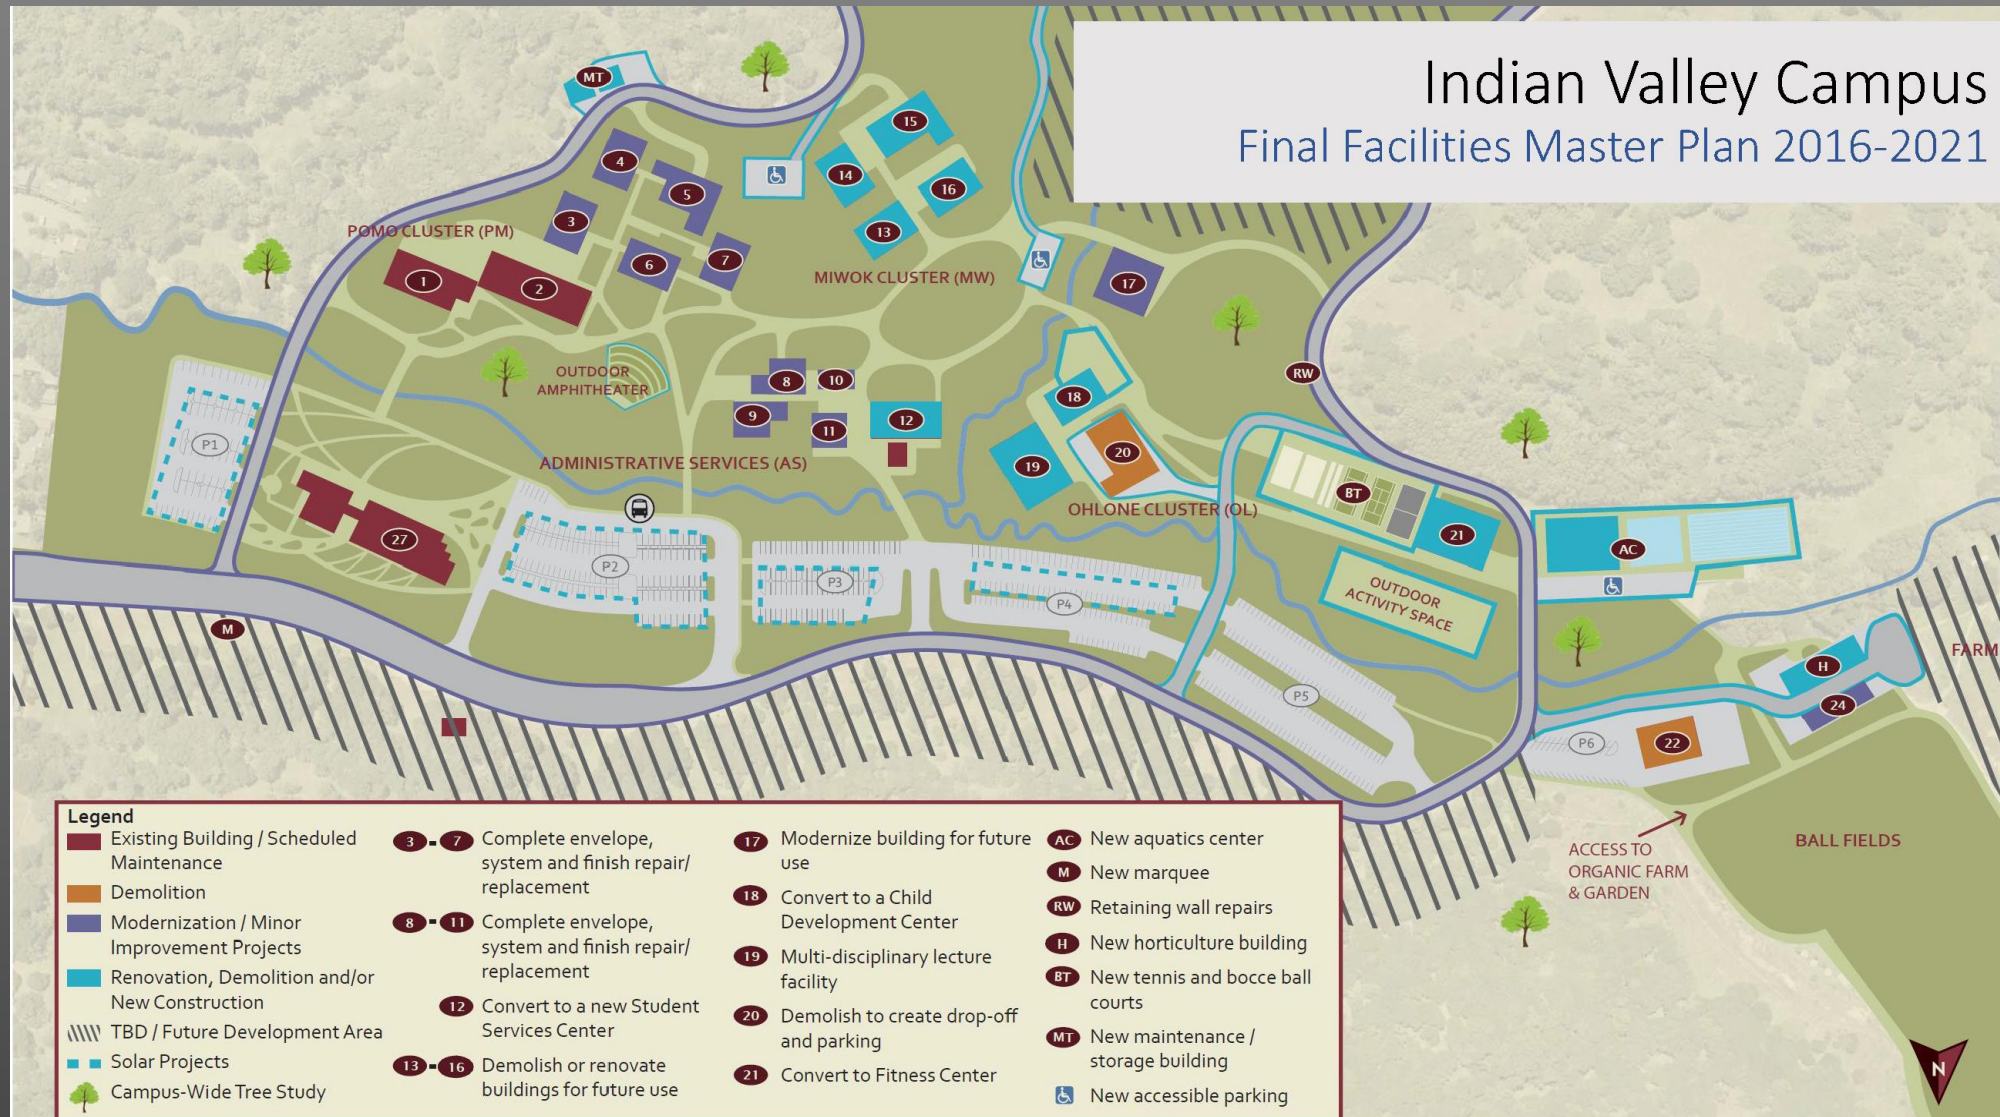 Indian Valley Campus
Final Facilities Master Plan 2016-2021
MT
15
4
14
5
16
3
POMO CLUSTER (PM)
13
6
7
MIWOK CLUSTER (MW)
1
2
17
OUTDOOR
AMPHITHEATER
8
10
RW
18
9
11
12
P1
20
ADMINISTRATIVE SERVICES (AS)
19
OHLONE CLUSTER (OL)
BT
21
27
AC
P2
P3
P4
OUTDOOR
ACTIVITY SPACE
M
FARM
H
P5
24
P6
22
ACCESS TO
ORGANIC FARM
& GARDEN
BALL FIELDS
Legend
Existing Building / Scheduled
Maintenance
Demolition
Modernization / Minor
Improvement Projects
Renovation, Demolition and/or
New Construction
TBD / Future Development Area
Solar Projects
Campus-Wide Tree Study
3 - 7 Complete envelope,
system and finish repair/
replacement
8 - 11 Complete envelope,
system and finish repair/
replacement
12 Convert to a new Student
Services Center
13 - 16 Demolish or renovate
buildings for future use
17 Modernize building for future
use
18 Convert to a Child
Development Center
19 Multi-disciplinary lecture
facility
20 Demolish to create drop-off
and parking
21 Convert to Fitness Center
AC New aquatics center
M New marquee
RW Retaining wall repairs
H New horticulture building
BT New tennis and bocce ball
courts
MT New maintenance /
storage building
New accessible parking
N